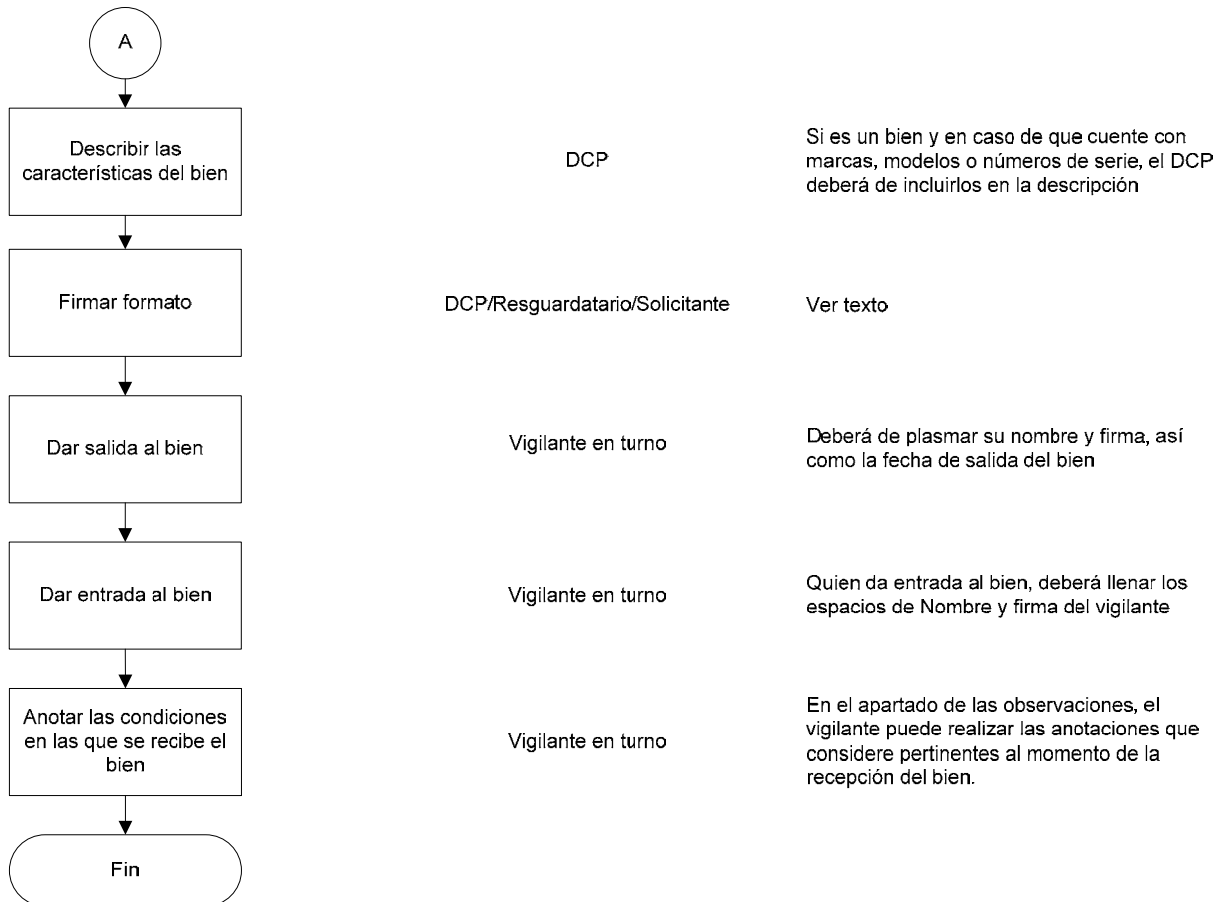 A
Describir las
características del bien
DCP
Si es un bien y en caso de que cuente con
marcas, modelos o números de serie, el DCP
deberá de incluirlos en la descripción
Firmar formato
DCP/Resguardatario/Solicitante
Ver texto
Dar salida al bien
Vigilante en turno
Deberá de plasmar su nombre y firma, así
como la fecha de salida del bien
Dar entrada al bien
Vigilante en turno
Quien da entrada al bien, deberá llenar los
espacios de Nombre y firma del vigilante
Anotar las condiciones
en las que se recibe el
bien
Vigilante en turno
En el apartado de las observaciones, el
vigilante puede realizar las anotaciones que
considere pertinentes al momento de la
recepción del bien.
Fin